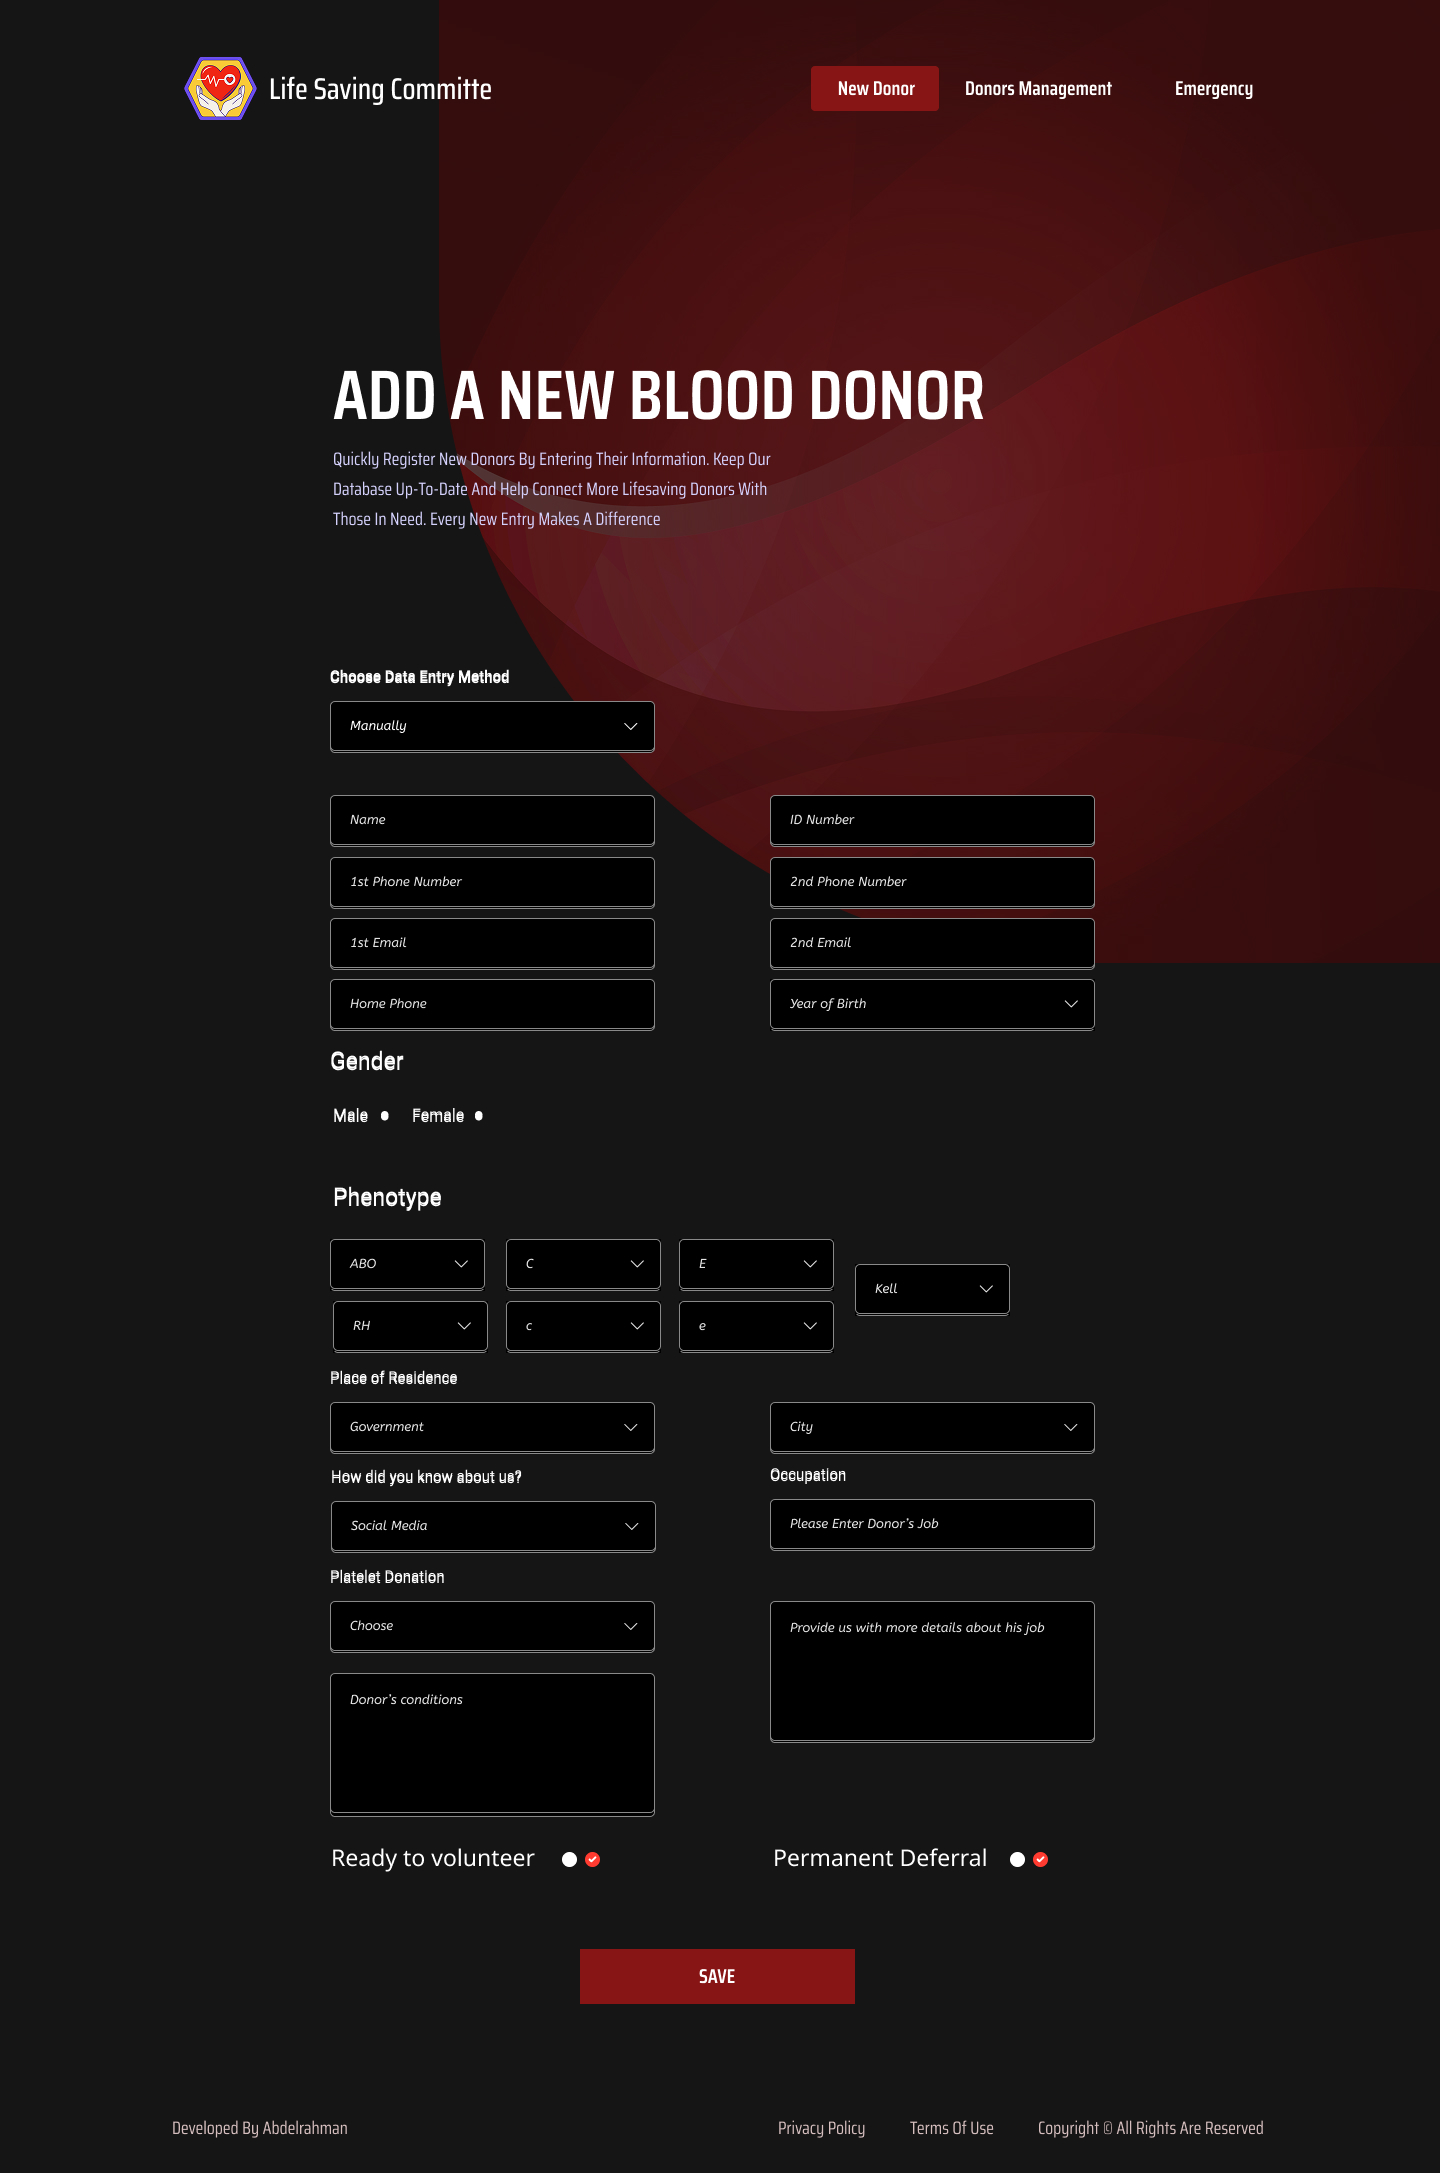 Life Saving Committe
New Donor
Donors Management
Emergency
ADD A NEW BLOOD DONOR
Quickly Register New Donors By Entering Their Information. Keep Our
Database Up-To-Date And Help Connect More Lifesaving Donors With
Those In Need. Every New Entry Makes A Difference
Choose Data Entry Method
Manually
Name
ID Number
1st Phone Number
2nd Phone Number
1st Email
2nd Email
Home Phone
Year of Birth
Gender
Male
Female
Phenotype
ABO
C
E
Kell
RH
c
e
Place of Residence
Government
City
How did you know about us?
Occupation
Social Media
Please Enter Donor's Job
Platelet Donation
Choose
Provide us with more details about his job
Donor's conditions
Ready to volunteer
Permanent Deferral
SAVE
Developed By Abdelrahman
Privacy Policy
Terms Of Use
Copyright © All Rights Are Reserved